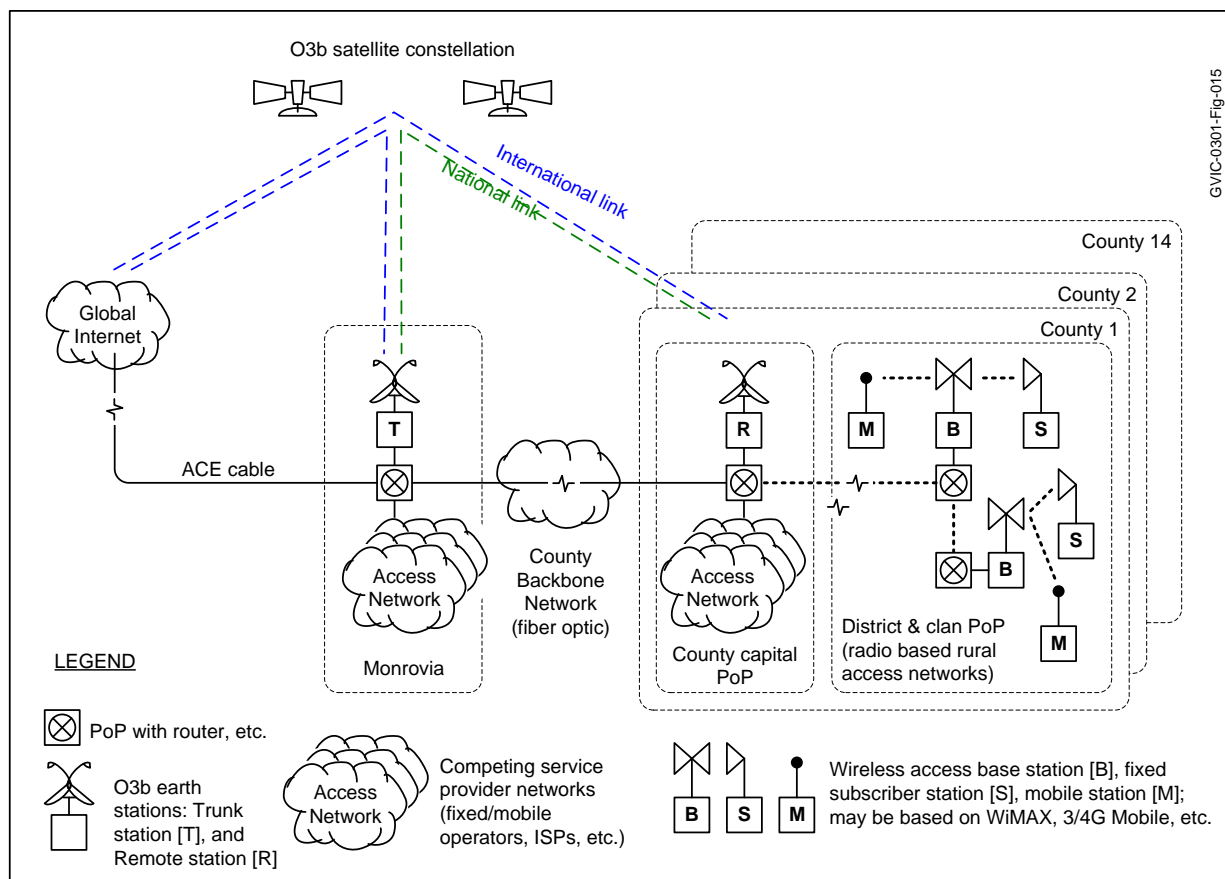 O3b satellite constellation
GVIC-0301-Fig-015
International link
National link
County 14
County 2
County 1
Global
Internet
T
R
M
B
S
ACE cable
B
S
M
Access
Network
County
Backbone
Network
(fiber optic)
Access
Network
District & clan PoP
(radio based rural
access networks)
Monrovia
County capital
PoP
LEGEND
PoP with router, etc.
O3b earth
stations: Trunk
station [T], and
Remote station [R]
Access
Network
Competing service
provider networks
(fixed/mobile
operators, ISPs, etc.)
B
S
M
Wireless access base station [B], fixed
subscriber station [S], mobile station [M];
may be based on WiMAX, 3/4G Mobile, etc.